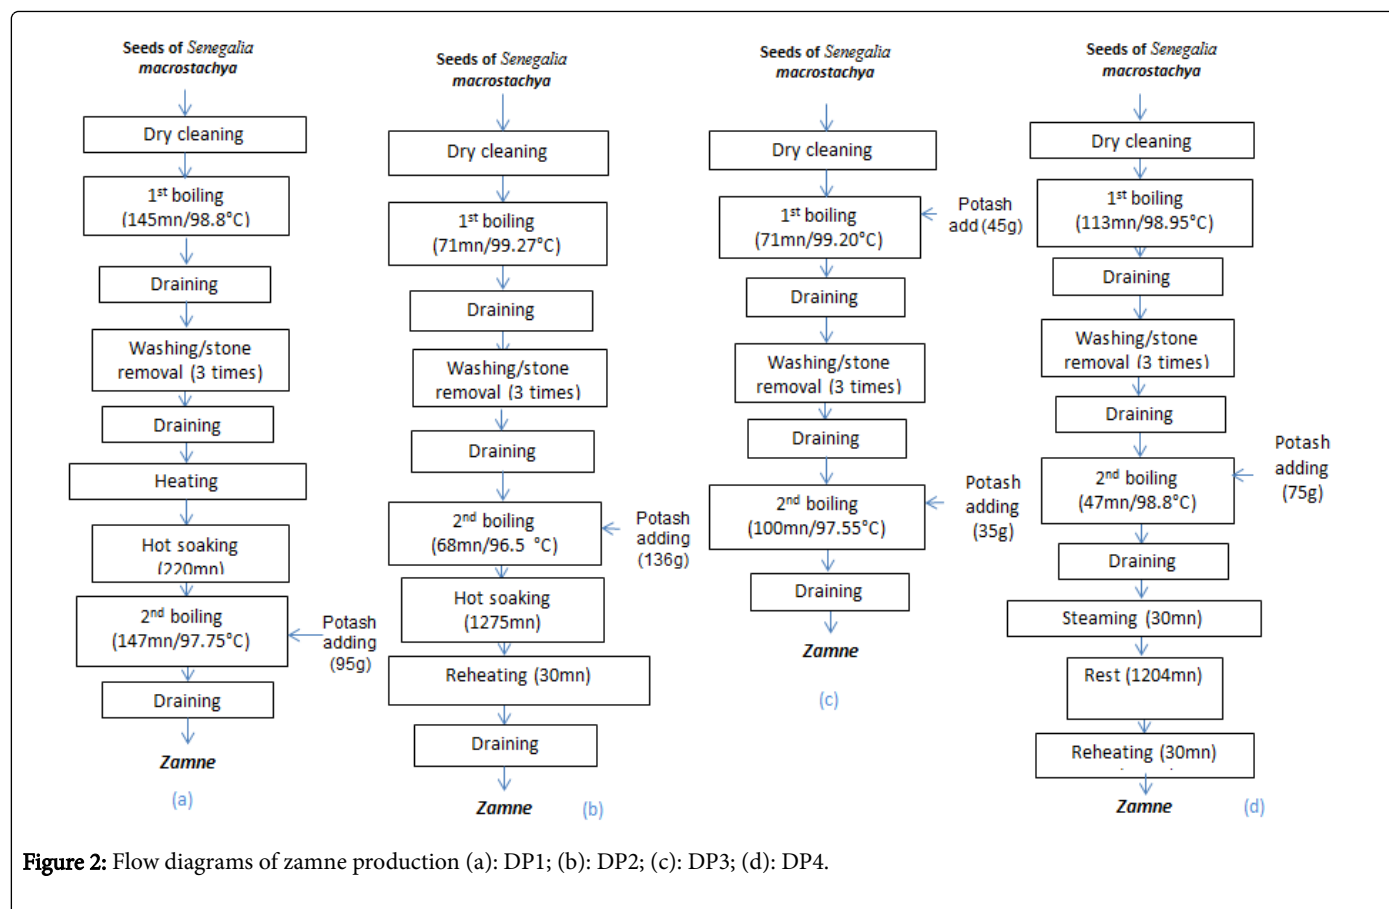 Seeds of Senegalia
macrostachya
Dry cleaning
1st boiling
(145mn/98.8°C)
Draining
Washing/stone
removal (3 times)
Draining
Heating
Hot soaking
(220mn)
2nd boiling
(147mn/97.75°C)
Potash
adding
(95g)
Draining
Zamne
(a)
Seeds of Senegalia
macrostachya
Dry cleaning
1st boiling
(71mn/99.27°C)
Draining
Washing/stone
removal (3 times)
Draining
2nd boiling
(68mn/96.5 °C)
Potash
adding
(136g)
Hot soaking
(1275mn)
Reheating (30mn)
Draining
Zamne
(b)
Seeds of Senegalia
macrostachya
Dry cleaning
1st boiling
(71mn/99.20°C)
Potash
add (45g)
Draining
Washing/stone
removal (3 times)
Draining
2nd boiling
(100mn/97.55°C)
Potash
adding
(35g)
Draining
Zamne
(c)
Seeds of Senegalia
macrostachya
Dry cleaning
1st boiling
(113mn/98.95°C)
Draining
Washing/stone
removal (3 times)
Draining
2nd boiling
(47mn/98.8°C)
Potash
adding
(75g)
Draining
Steaming (30mn)
Rest (1204mn)
Reheating (30mn)
Zamne
(d)
Figure 2: Flow diagrams of zamne production (a): DP1; (b): DP2; (c): DP3; (d): DP4.